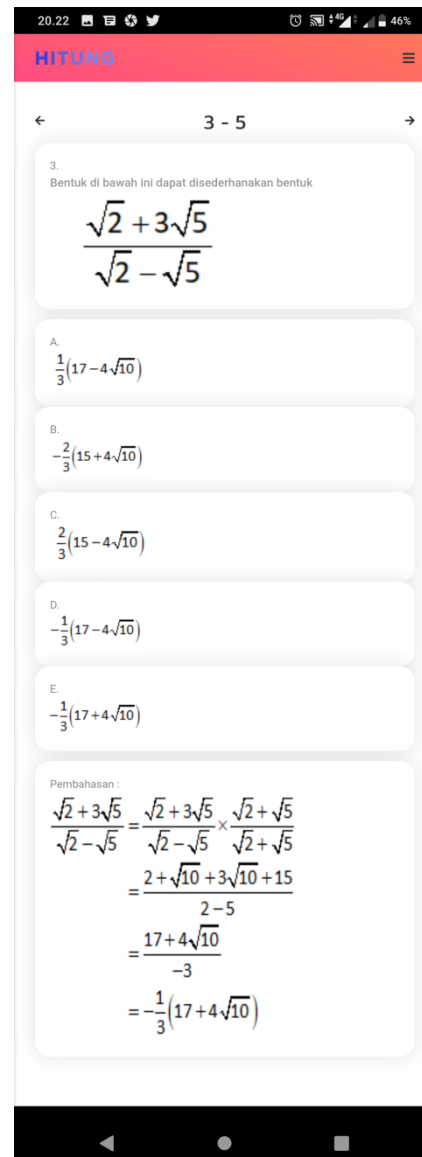 20.22 4G 46%
HITUNG
← 3 - 5 →
3.
Bentuk di bawah ini dapat disederhanakan bentuk
√2 + 3√5
√2 − √5
A.
1/3(17−4√10)
B.
−2/3(15+4√10)
C.
2/3(15−4√10)
D.
−1/3(17−4√10)
E.
−1/3(17+4√10)
Pembahasan :
(√2+3√5)/(√2−√5) = (√2+3√5)/(√2−√5) × (√2+√5)/(√2+√5)
= (2+√10+3√10+15)/(2−5)
= (17+4√10)/(−3)
= −1/3(17+4√10)